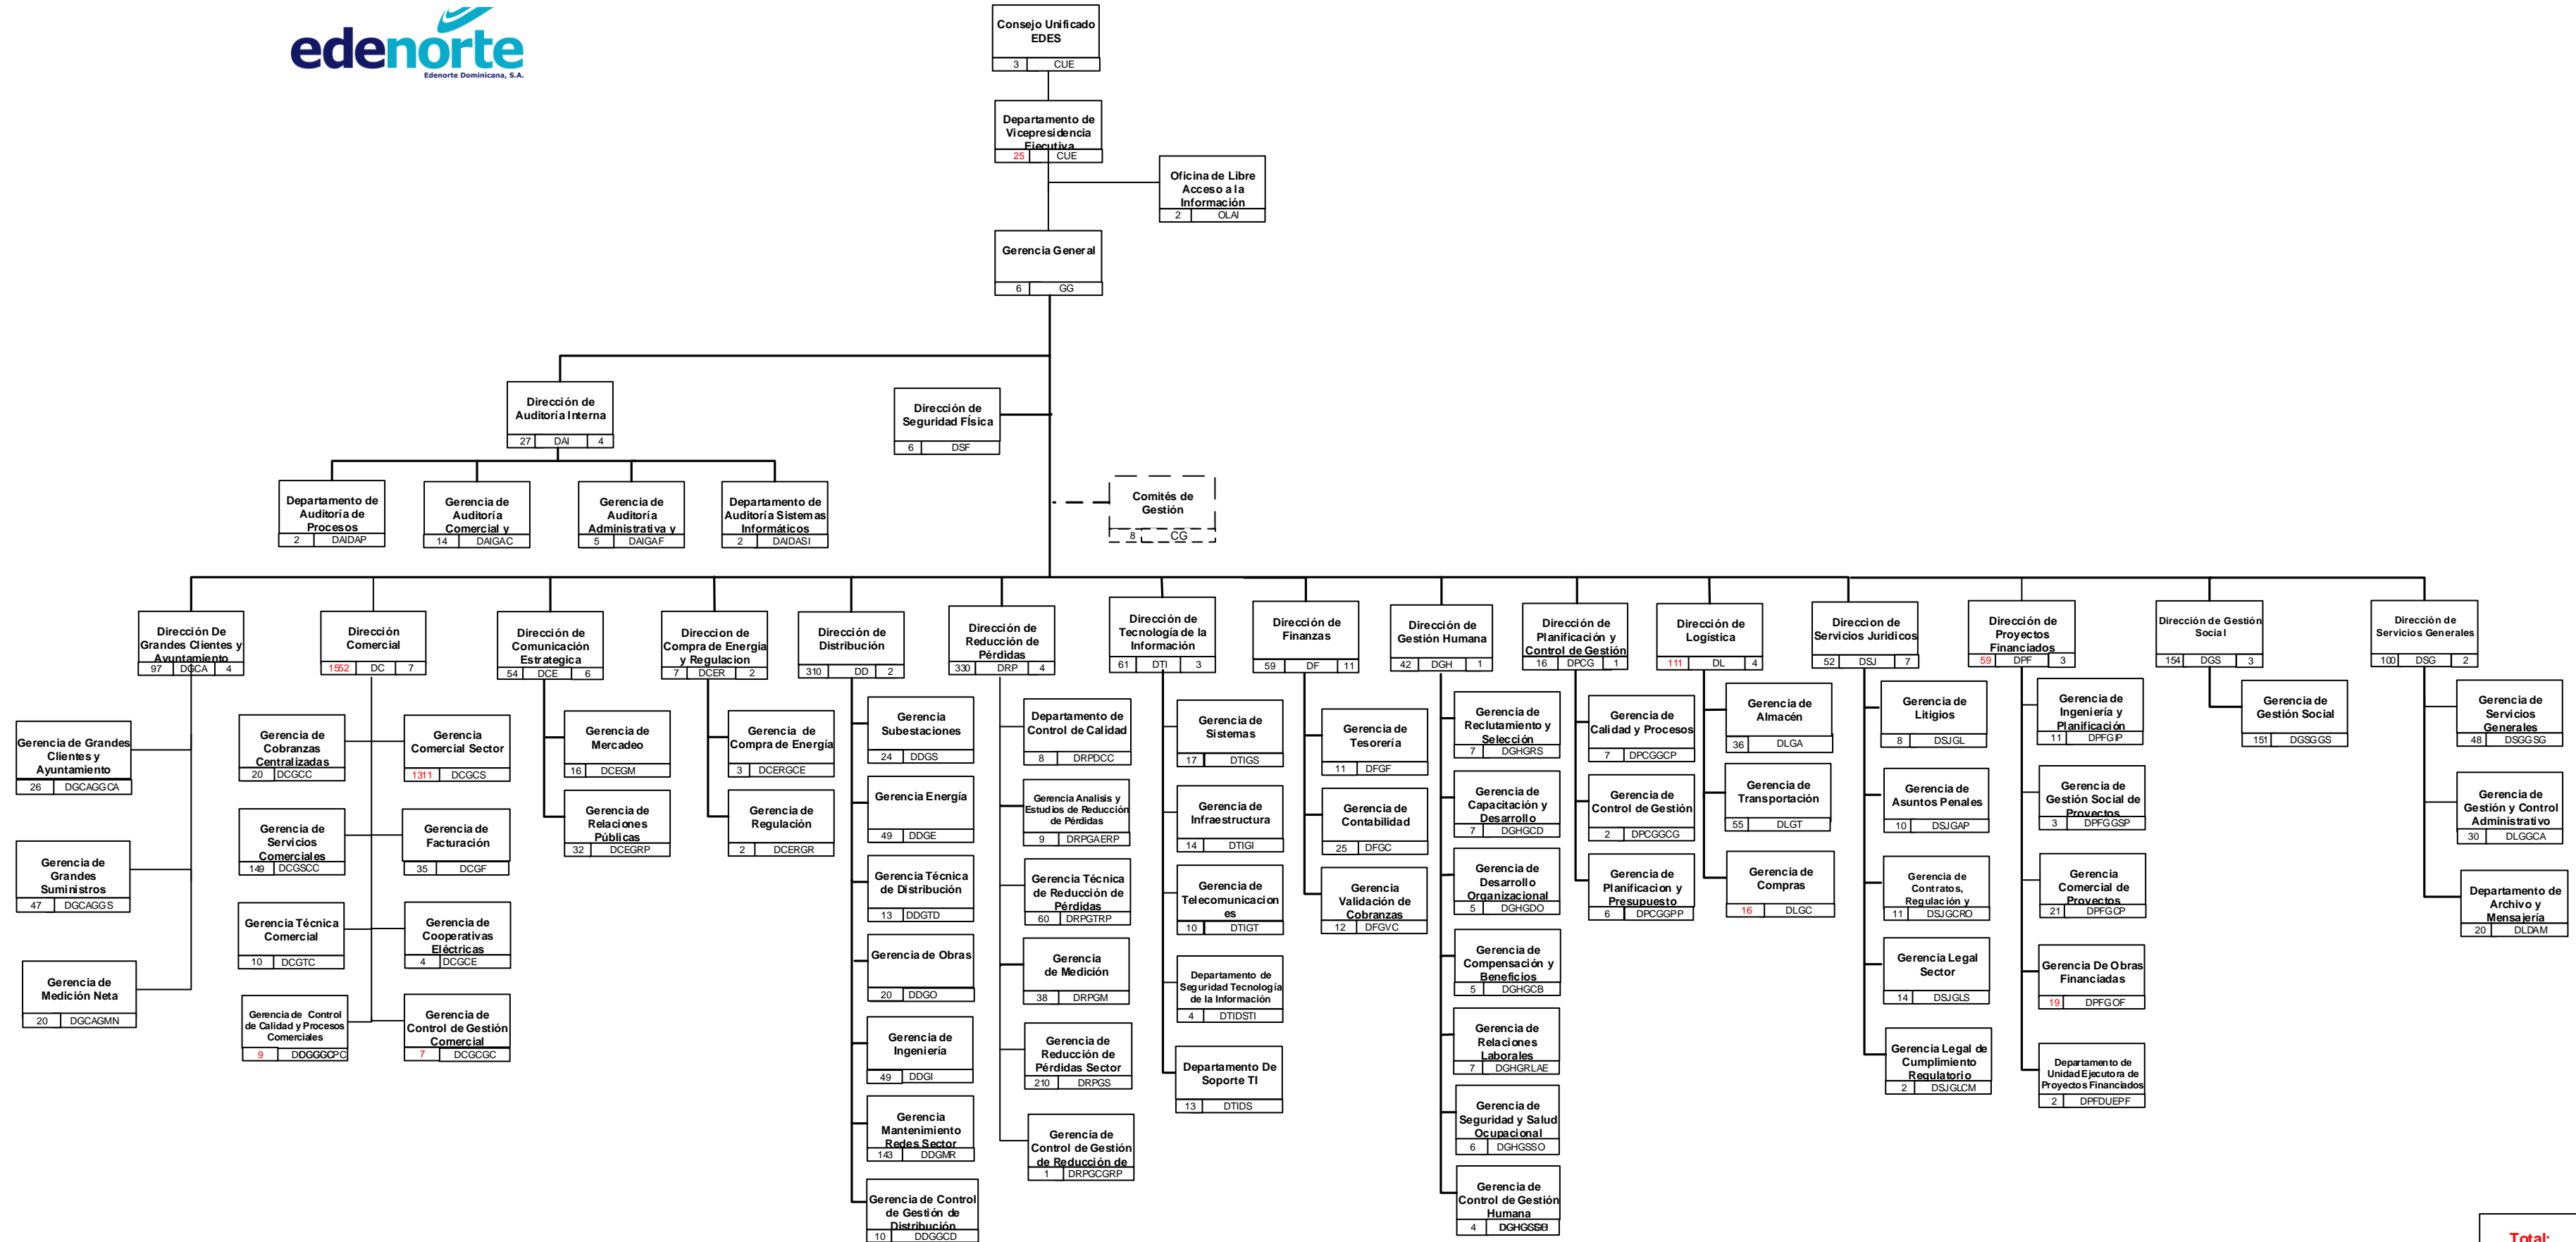 edenorte
Edenorte Dominicana, S.A.
Consejo Unificado
EDES
3 CUE
Departamento de
Vicepresidencia
Ejecutiva
25 CUE
Oficina de Libre
Acceso a la
Información
2 OLAI
Gerencia General
6 GG
Dirección de
Auditoría Interna
27 DAI 4
Dirección de
Seguridad FÍsica
6 DSF
Departamento de
Auditoría de
Procesos
2 DAIDAP
Gerencia de
Auditoría
Comercial y
14 DAIGAC
Gerencia de
Auditoría
Administrativa y
5 DAIGAF
Departamento de
Auditoría Sistemas
Informáticos
2 DAIDASI
Comités de
Gestión
8 CG
Dirección De
Grandes Clientes y
Ayuntamiento
97 DGCA 4
Gerencia de Grandes
Clientes y
Ayuntamiento
26 DGCAGGCA
Gerencia de
Grandes
Suministros
47 DGCAGGS
Gerencia de
Medición Neta
20 DGCAGMN
Dirección
Comercial
1552 DC 7
Gerencia de
Cobranzas
Centralizadas
20 DCGCC
Gerencia
Comercial Sector
1311 DCGCS
Gerencia de
Servicios
Comerciales
149 DCGSCC
Gerencia de
Facturación
35 DCGF
Gerencia Técnica
Comercial
10 DCGTC
Gerencia de
Cooperativas
Eléctricas
4 DCGCE
Gerencia de Control
de Calidad y Procesos
Comerciales
9
Gerencia de
Control de Gestión
Comercial
7 DCGCGC
Dirección de
Comunicación
Estrategica
54 DCE 6
Gerencia de
Mercadeo
16 DCEGM
Gerencia de
Relaciones
Públicas
32 DCEGRP
Direccion de
Compra de Energia
y Regulacion
7 DCER 2
Gerencia de
Compra de Energía
3 DCERGCE
Gerencia de
Regulación
2 DCERGR
Dirección de
Distribución
310 DD 2
Gerencia
Subestaciones
24 DDGS
Gerencia Energía
49 DDGE
Gerencia Técnica
de Distribución
13 DDGTD
Gerencia de Obras
20 DDGO
Gerencia de
Ingeniería
49 DDGI
Gerencia
Mantenimiento
Redes Sector
143 DDGMR
Gerencia de Control
de Gestión de
Distribución
10 DDGGCD
Dirección de
Reducción de
Pérdidas
330 DRP 4
Departamento de
Control de Calidad
8 DRPDCC
Gerencia Analisis y
Estudios de Reducción
de Pérdidas
9 DRPGAERP
Gerencia Técnica
de Reducción de
Pérdidas
60 DRPGTRP
Gerencia
de Medición
38 DRPGM
Gerencia de
Reducción de
Pérdidas Sector
210 DRPGS
Gerencia de
Control de Gestión
de Reducción de
1 DRPGCGRP
Dirección de
Tecnología de la
Información
61 DTI 3
Gerencia de
Sistemas
17 DTIGS
Gerencia de
Infraestructura
14 DTIGI
Gerencia de
Telecomunicacion
es
10 DTIGT
Departamento de
Seguridad Tecnología
de la Información
4 DTIDSTI
Departamento De
Soporte TI
13 DTIDS
Dirección de
Finanzas
59 DF 11
Gerencia de
Tesorería
11 DFGF
Gerencia de
Contabilidad
25 DFGC
Gerencia
Validación de
Cobranzas
12 DFGVC
Dirección de
Gestión Humana
42 DGH 1
Gerencia de
Reclutamiento y
Selección
7 DGHGRS
Gerencia de
Capacitación y
Desarrollo
7 DGHGCD
Gerencia de
Desarrollo
Organizacional
5 DGHGDO
Gerencia de
Compensación y
Beneficios
5 DGHGCB
Gerencia de
Relaciones
Laborales
7 DGHGRLAE
Gerencia de
Seguridad y Salud
Ocupacional
6 DGHGSSO
Gerencia de
Control de Gestión
Humana
4
Dirección de
Planificación y
Control de Gestión
16 DPCG 1
Gerencia de
Calidad y Procesos
7 DPCGGCP
Gerencia de
Control de Gestión
2 DPCGGCG
Gerencia de
Planificacion y
Presupuesto
6 DPCGGPP
Dirección de
Logística
111 DL 4
Gerencia de
Almacén
36 DLGA
Gerencia de
Transportación
55 DLGT
Gerencia de
Compras
16 DLGC
Direccion de
Servicios Juridicos
52 DSJ 7
Gerencia de
Litigios
8 DSJGL
Gerencia de
Asuntos Penales
10 DSJGAP
Gerencia de
Contratos,
Regulación y
11 DSJGCRO
Gerencia Legal
Sector
14 DSJGLS
Gerencia Legal de
Cumplimiento
Regulatorio
2 DSJGLCM
Dirección de
Proyectos
Financiados
59 DPF 3
Gerencia de
Ingeniería y
Planificación
11 DPFGIP
Gerencia de
Gestión Social de
Proyectos
3 DPFGGSP
Gerencia
Comercial de
Proyectos
21 DPFGCP
Gerencia De Obras
Financiadas
19 DPFGOF
Departamento de
Unidad Ejecutora de
Proyectos Financiados
2 DPFDUEPF
Dirección de Gestión
Social
154 DGS 3
Gerencia de
Gestión Social
151 DGSGGS
Dirección de
Servicios Generales
100 DSG 2
Gerencia de
Servicios
Generales
48 DSGGSG
Gerencia de
Gestión y Control
Administrativo
30 DLGGCA
Departamento de
Archivo y
Mensajería
20 DLDAM
Total: